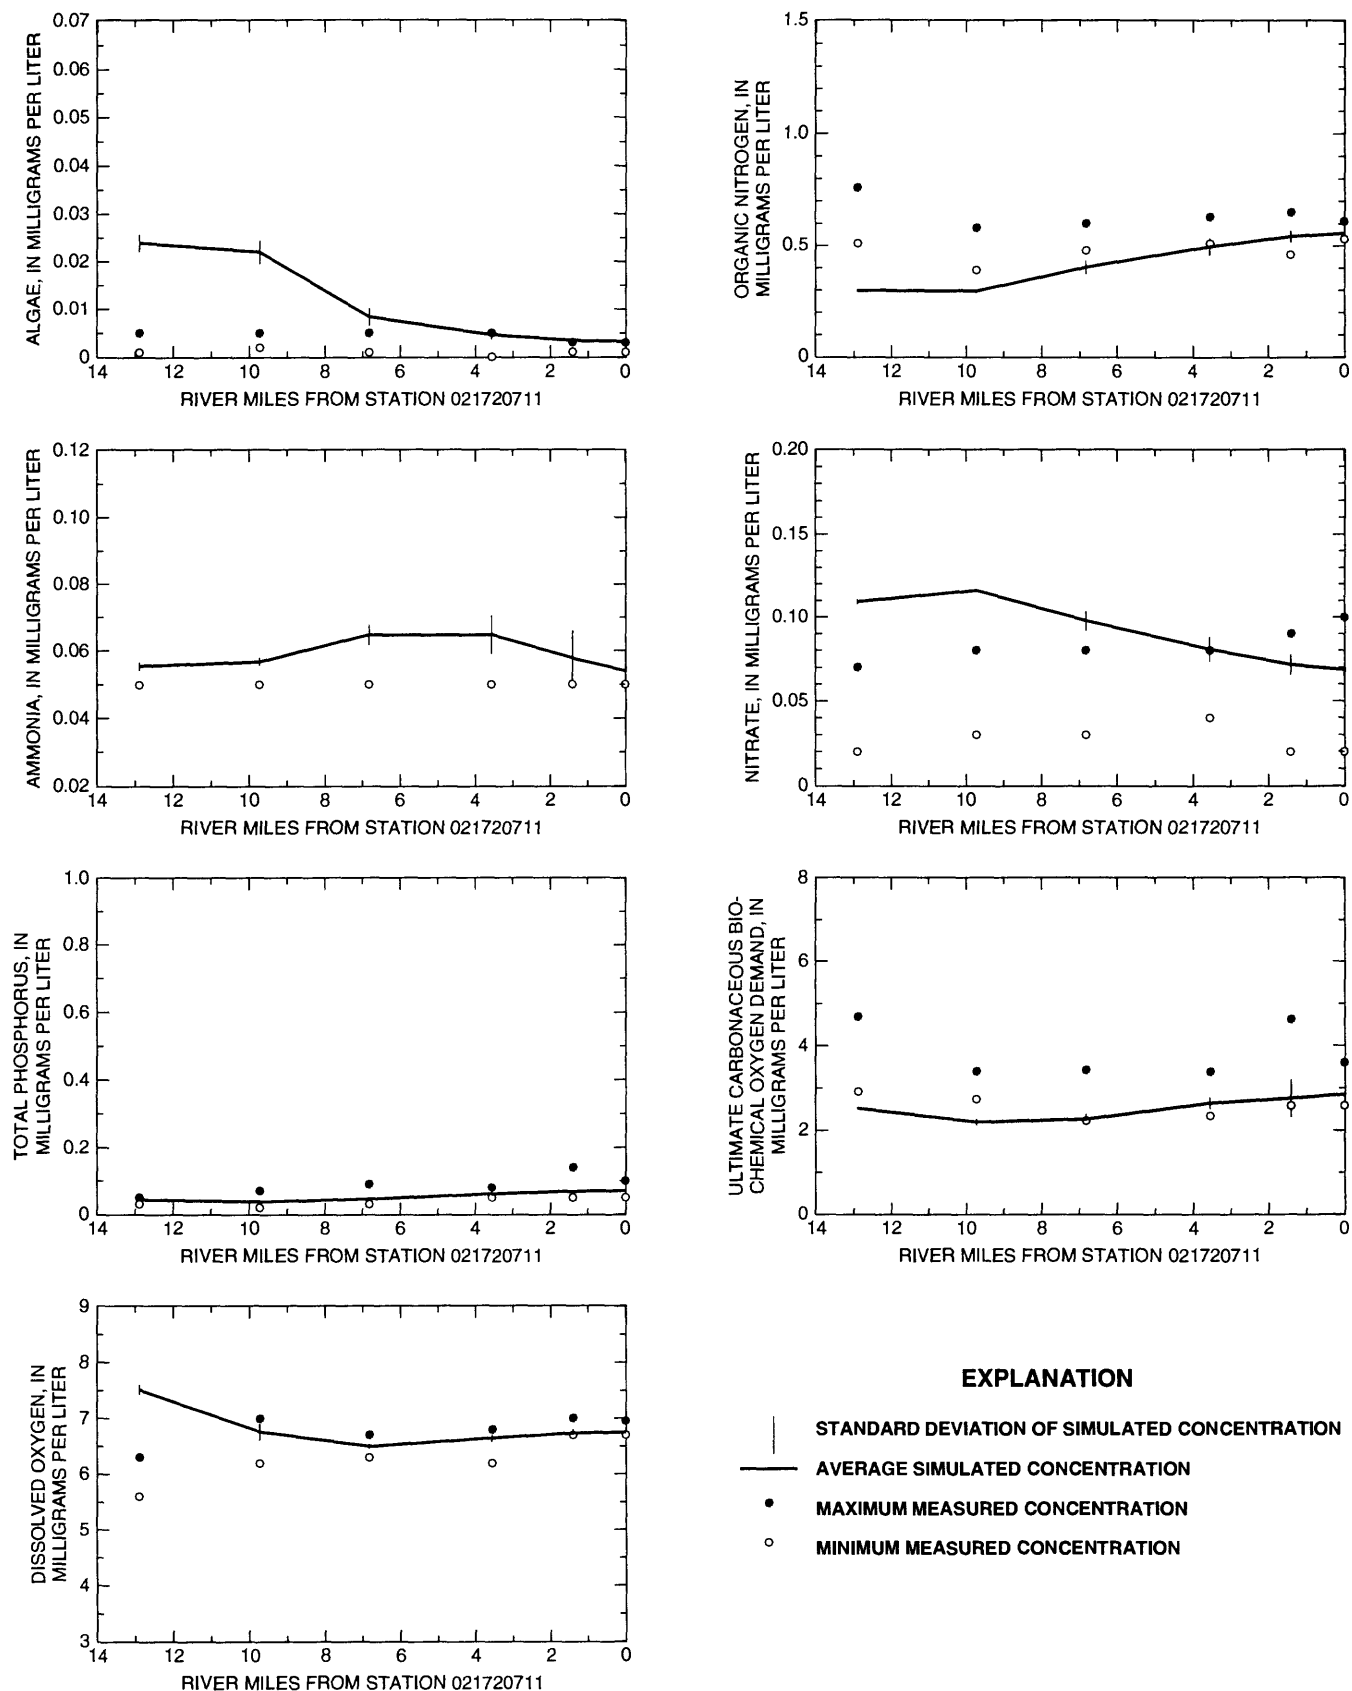 ALGAE, IN MILLIGRAMS PER LITER
0.07
0.06
0.05
0.04
0.03
0.02
0.01
0
14 12 10 8 6 4 2 0
RIVER MILES FROM STATION 021720711
ORGANIC NITROGEN, IN
MILLIGRAMS PER LITER
1.5
1.0
0.5
0
14 12 10 8 6 4 2 0
RIVER MILES FROM STATION 021720711
AMMONIA, IN MILLIGRAMS PER LITER
0.12
0.10
0.08
0.06
0.04
0.02
14 12 10 8 6 4 2 0
RIVER MILES FROM STATION 021720711
NITRATE, IN MILLIGRAMS PER LITER
0.20
0.15
0.10
0.05
0
14 12 10 8 6 4 2 0
RIVER MILES FROM STATION 021720711
TOTAL PHOSPHORUS, IN
MILLIGRAMS PER LITER
1.0
0.8
0.6
0.4
0.2
0
14 12 10 8 6 4 2 0
RIVER MILES FROM STATION 021720711
ULTIMATE CARBONACEOUS BIO-
CHEMICAL OXYGEN DEMAND, IN
MILLIGRAMS PER LITER
8
6
4
2
0
14 12 10 8 6 4 2 0
RIVER MILES FROM STATION 021720711
DISSOLVED OXYGEN, IN
MILLIGRAMS PER LITER
9
8
7
6
5
4
3
14 12 10 8 6 4 2 0
RIVER MILES FROM STATION 021720711
EXPLANATION
STANDARD DEVIATION OF SIMULATED CONCENTRATION
AVERAGE SIMULATED CONCENTRATION
MAXIMUM MEASURED CONCENTRATION
MINIMUM MEASURED CONCENTRATION